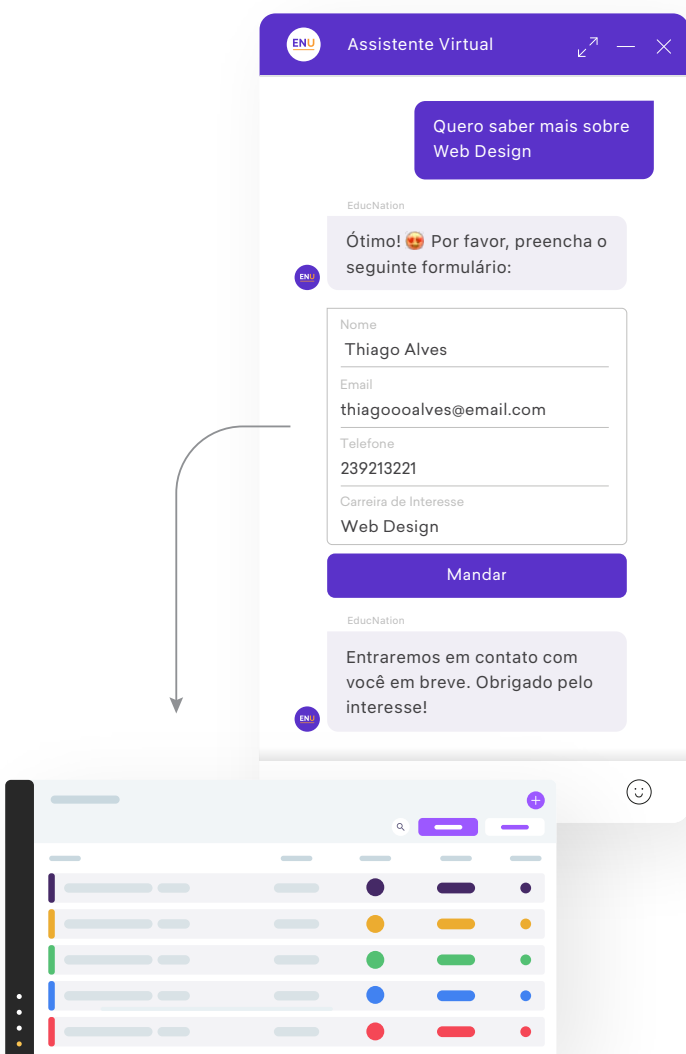 ENU
Assistente Virtual
Quero saber mais sobre
Web Design
EducNation
Ótimo! 😍 Por favor, preencha o
seguinte formulário:
ENU
Nome
Thiago Alves
Email
thiagoooalves@email.com
Telefone
239213221
Carreira de Interesse
Web Design
Mandar
EducNation
Entraremos em contato com
você em breve. Obrigado pelo
interesse!
ENU